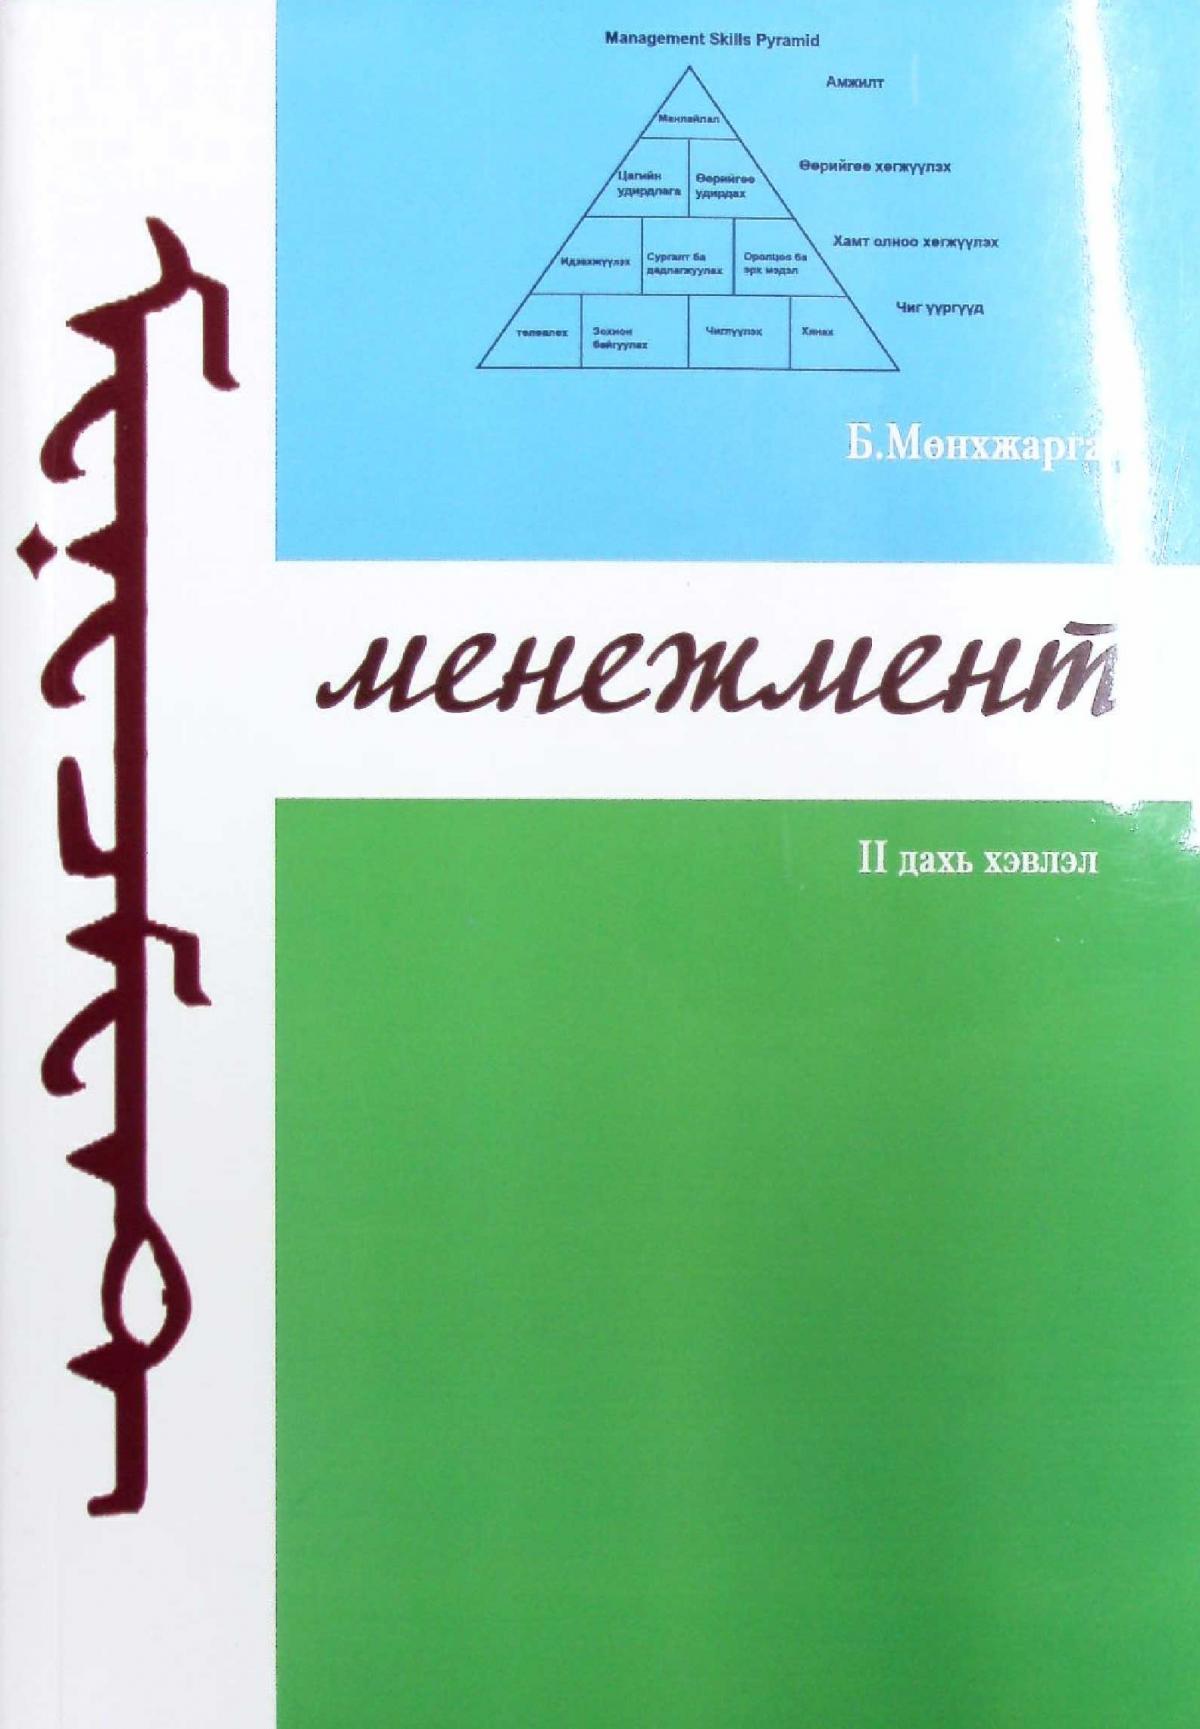 Management Skills Pyramid
Амжилт
Манлайлал
Өөрийгөө хөгжүүлэх
Цагийн удирдлага
Өөрийгөө удирдах
Хамт олноо хөгжүүлэх
Идэвхжүүлэх
Сургалт ба дадлагжуулах
Оролцоо ба эрх мэдэл
Чиг үүргүүд
төлөвлөх
Зохион байгуулах
Чиглүүлэх
Хянах
менежмент
II дахь хэвлэл